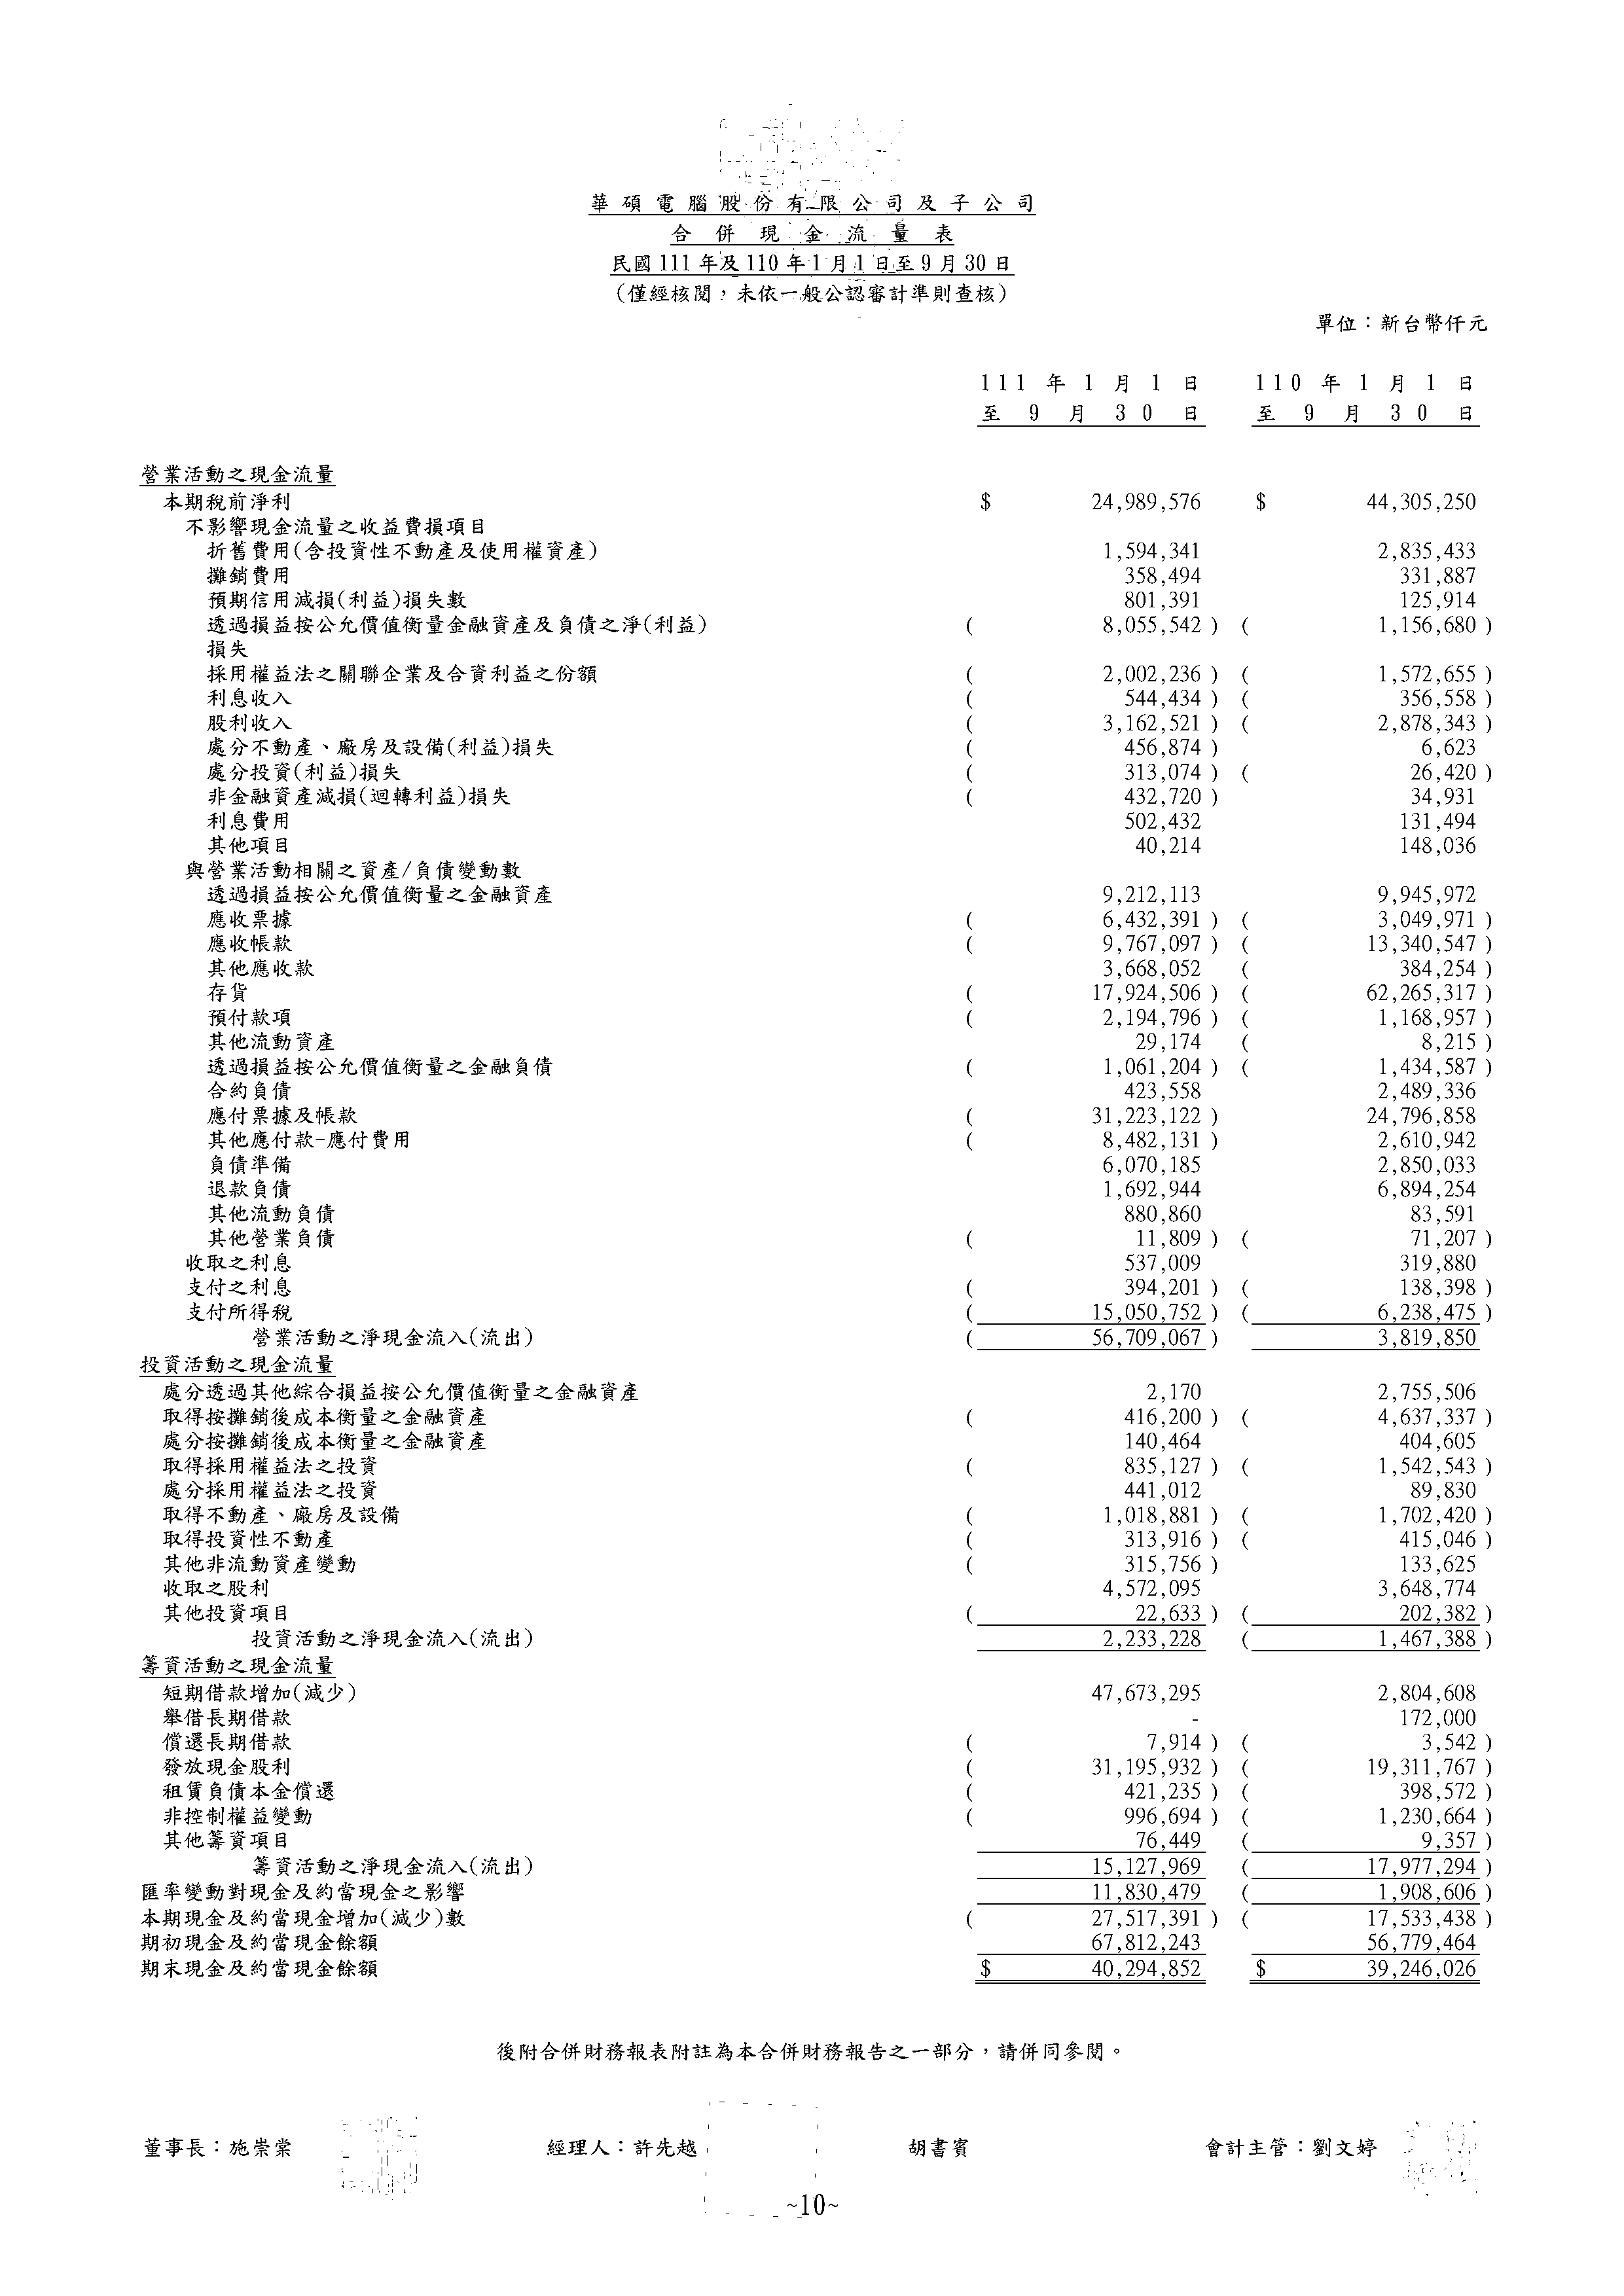 華碩電腦股份有限公司及子公司
合併現金流量表
民國111年及110年1月1日至9月30日
(僅經核閱，未依一般公認審計準則查核)
單位：新台幣仟元
111年1月1日 110年1月1日
至9月30日 至9月30日
營業活動之現金流量
本期稅前淨利 $ 24,989,576 $ 44,305,250
不影響現金流量之收益費損項目
折舊費用(含投資性不動產及使用權資產) 1,594,341 2,835,433
攤銷費用 358,494 331,887
預期信用減損(利益)損失數 801,391 125,914
透過損益按公允價值衡量金融資產及負債之淨(利益) ( 8,055,542 ) ( 1,156,680 )
損失
採用權益法之關聯企業及合資利益之份額 ( 2,002,236 ) ( 1,572,655 )
利息收入 ( 544,434 ) ( 356,558 )
股利收入 ( 3,162,521 ) ( 2,878,343 )
處分不動產、廠房及設備(利益)損失 ( 456,874 ) 6,623
處分投資(利益)損失 ( 313,074 ) ( 26,420 )
非金融資產減損(迴轉利益)損失 ( 432,720 ) 34,931
利息費用 502,432 131,494
其他項目 40,214 148,036
與營業活動相關之資產/負債變動數
透過損益按公允價值衡量之金融資產 9,212,113 9,945,972
應收票據 ( 6,432,391 ) ( 3,049,971 )
應收帳款 ( 9,767,097 ) ( 13,340,547 )
其他應收款 3,668,052 ( 384,254 )
存貨 ( 17,924,506 ) ( 62,265,317 )
預付款項 ( 2,194,796 ) ( 1,168,957 )
其他流動資產 29,174 ( 8,215 )
透過損益按公允價值衡量之金融負債 ( 1,061,204 ) ( 1,434,587 )
合約負債 423,558 2,489,336
應付票據及帳款 ( 31,223,122 ) 24,796,858
其他應付款-應付費用 ( 8,482,131 ) 2,610,942
負債準備 6,070,185 2,850,033
退款負債 1,692,944 6,894,254
其他流動負債 880,860 83,591
其他營業負債 ( 11,809 ) ( 71,207 )
收取之利息 537,009 319,880
支付之利息 ( 394,201 ) ( 138,398 )
支付所得稅 ( 15,050,752 ) ( 6,238,475 )
營業活動之淨現金流入(流出) ( 56,709,067 ) 3,819,850
投資活動之現金流量
處分透過其他綜合損益按公允價值衡量之金融資產 2,170 2,755,506
取得按攤銷後成本衡量之金融資產 ( 416,200 ) ( 4,637,337 )
處分按攤銷後成本衡量之金融資產 140,464 404,605
取得採用權益法之投資 ( 835,127 ) ( 1,542,543 )
處分採用權益法之投資 441,012 89,830
取得不動產、廠房及設備 ( 1,018,881 ) ( 1,702,420 )
取得投資性不動產 ( 313,916 ) ( 415,046 )
其他非流動資產變動 ( 315,756 ) 133,625
收取之股利 4,572,095 3,648,774
其他投資項目 ( 22,633 ) ( 202,382 )
投資活動之淨現金流入(流出) 2,233,228 ( 1,467,388 )
籌資活動之現金流量
短期借款增加(減少) 47,673,295 2,804,608
舉借長期借款 - 172,000
償還長期借款 ( 7,914 ) ( 3,542 )
發放現金股利 ( 31,195,932 ) ( 19,311,767 )
租賃負債本金償還 ( 421,235 ) ( 398,572 )
非控制權益變動 ( 996,694 ) ( 1,230,664 )
其他籌資項目 76,449 ( 9,357 )
籌資活動之淨現金流入(流出) 15,127,969 ( 17,977,294 )
匯率變動對現金及約當現金之影響 11,830,479 ( 1,908,606 )
本期現金及約當現金增加(減少)數 ( 27,517,391 ) ( 17,533,438 )
期初現金及約當現金餘額 67,812,243 56,779,464
期末現金及約當現金餘額 $ 40,294,852 $ 39,246,026
後附合併財務報表附註為本合併財務報告之一部分，請併同參閱。
董事長：施崇棠 經理人：許先越 胡書賓 會計主管：劉文婷
~10~